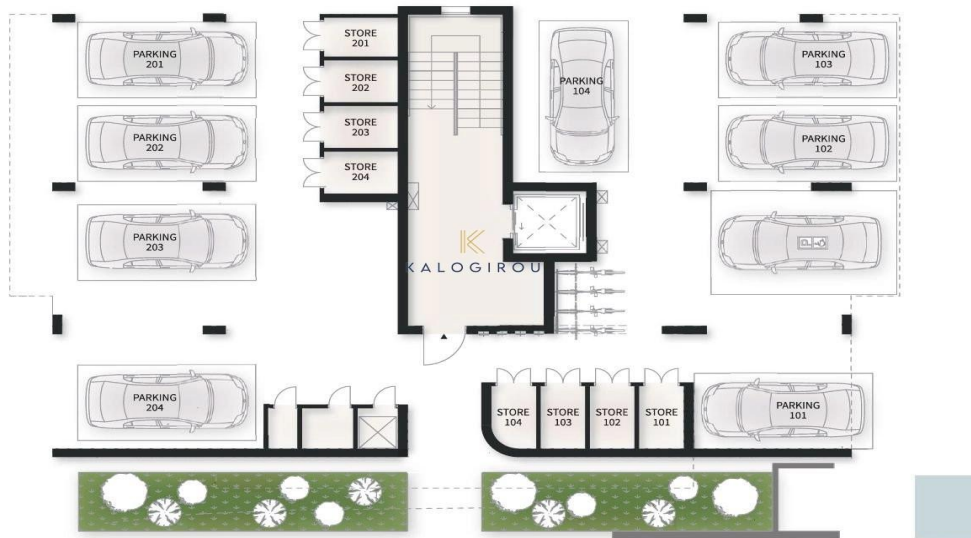 PARKING
201
STORE
201
PARKING
104
PARKING
103
STORE
202
PARKING
202
STORE
203
PARKING
102
STORE
204
PARKING
203
P
KALOGIROU
PARKING
204
STORE
104
STORE
103
STORE
102
STORE
101
PARKING
101